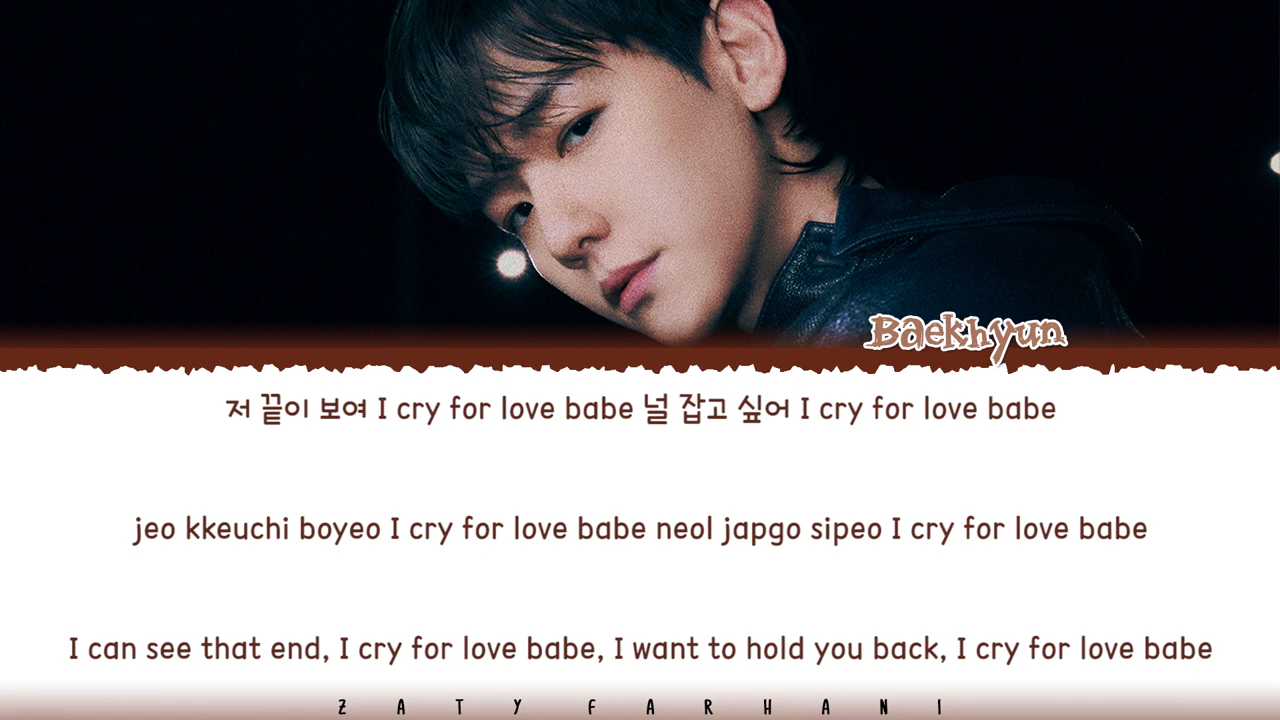 Baekhyun
저 끝이 보여 I cry for love babe 널 잡고 싶어 I cry for love babe
jeo kkeuchi boyeo I cry for love babe neol japgo sipeo I cry for love babe
I can see that end, I cry for love babe, I want to hold you back, I cry for love babe
ZATY FARHANI